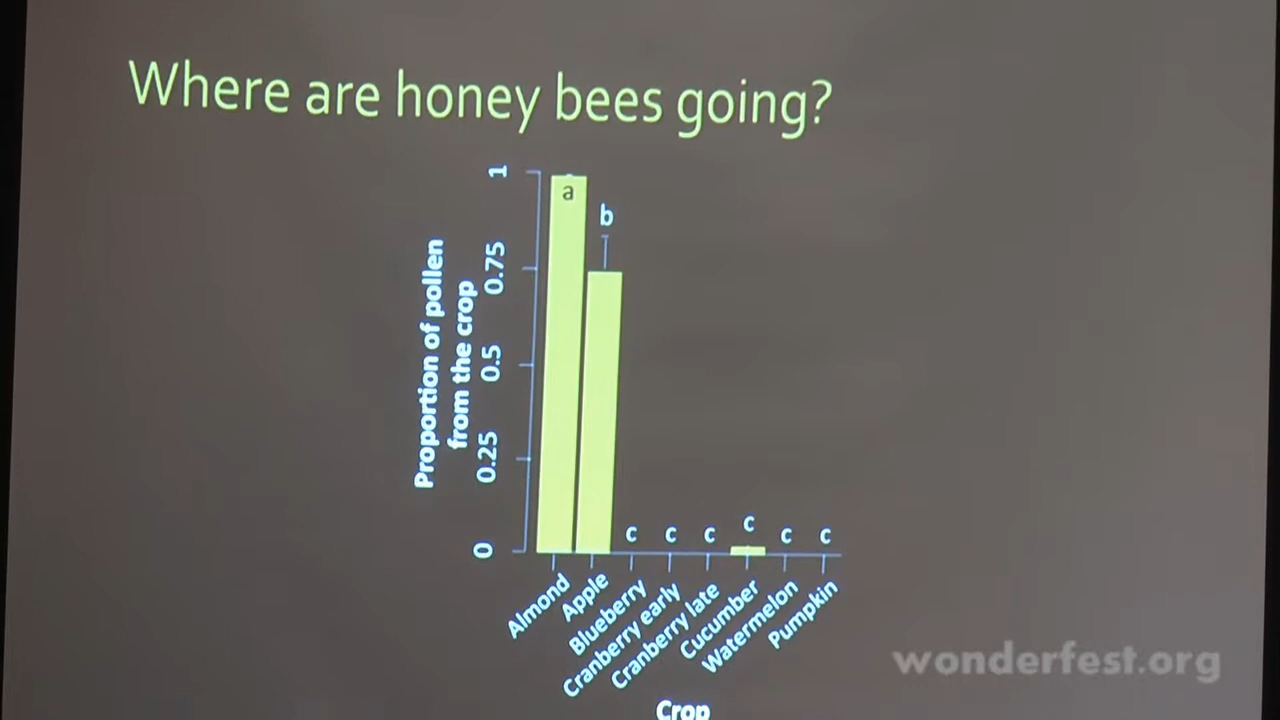 Where are honey bees going?
Proportion of pollen
from the crop
1
0.75
0.5
0.25
0
a
b
c
c
c
c
c
c
Almond
Apple
Blueberry
Cranberry early
Cranberry late
Cucumber
Watermelon
Pumpkin
Crop
wonderfest.org